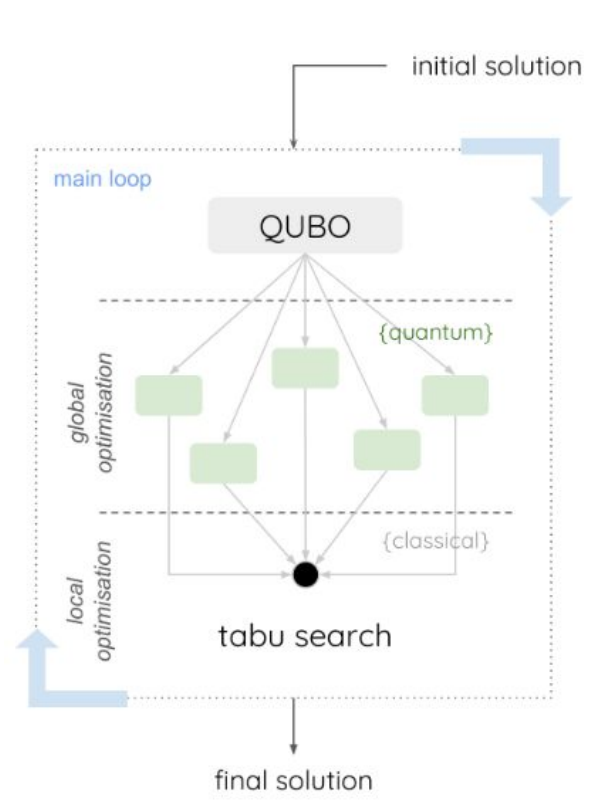 initial solution
main loop
QUBO
{quantum}
global
optimisation
{classical}
local
optimisation
tabu search
final solution